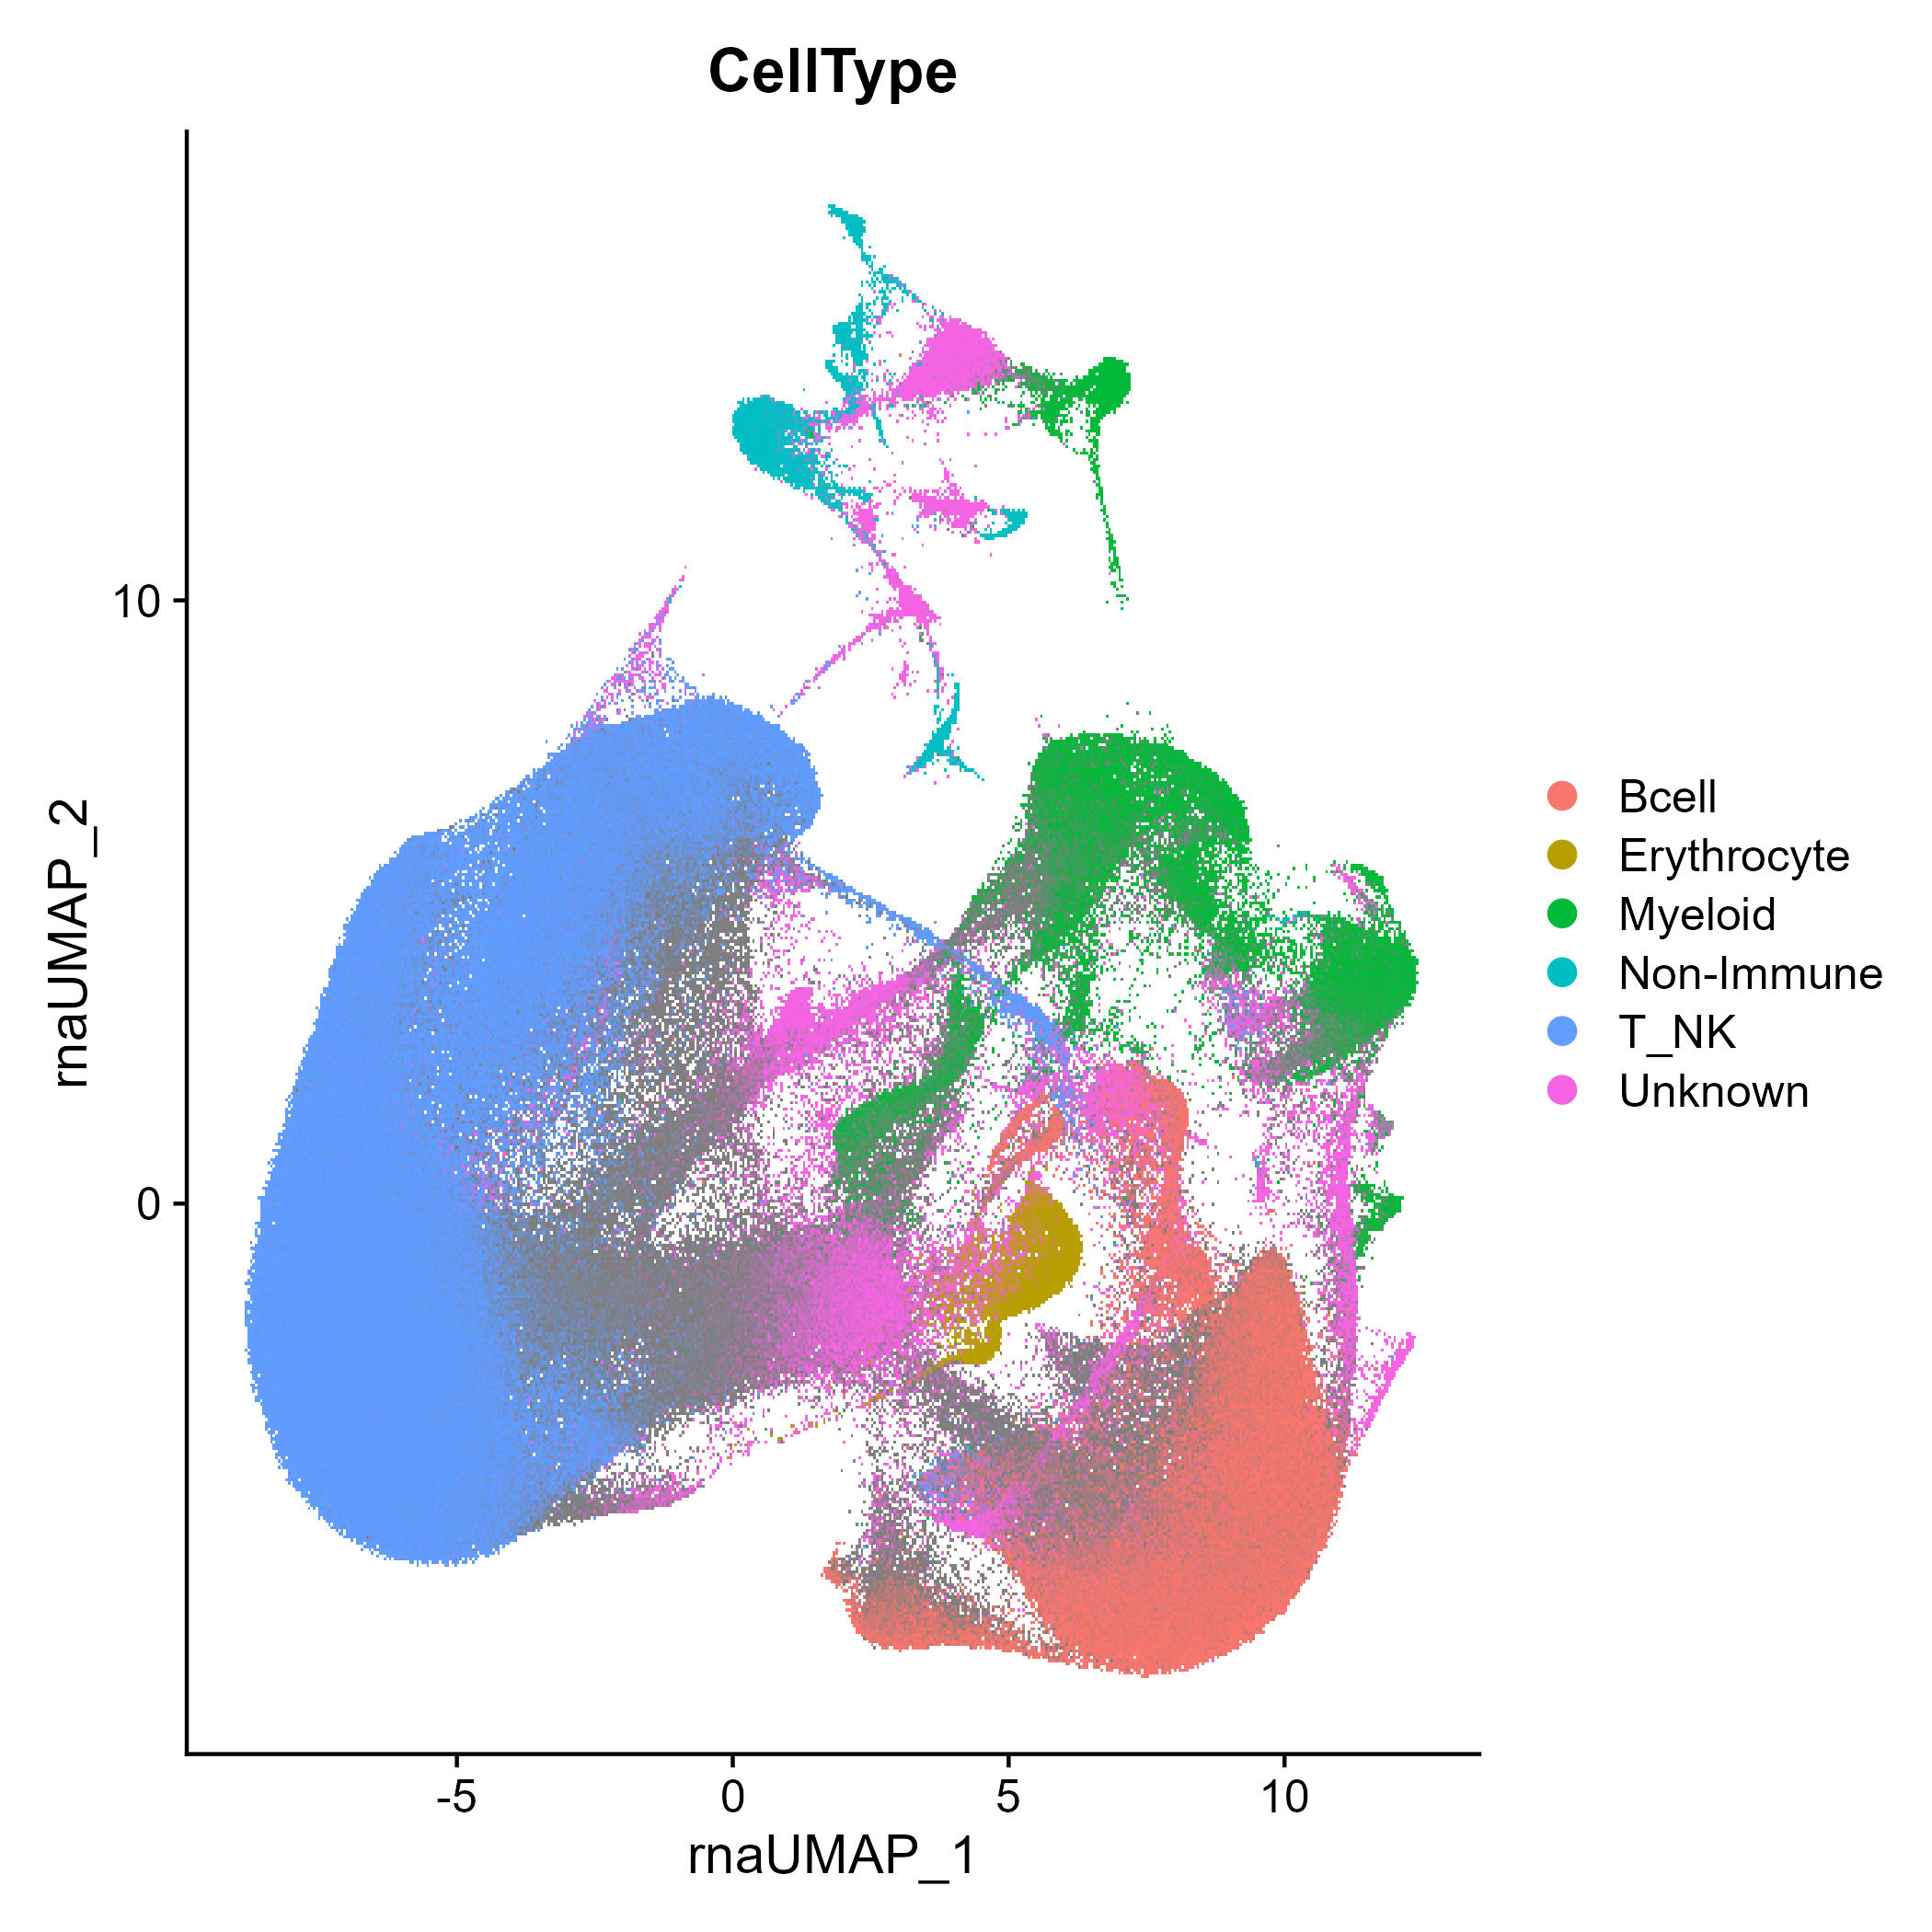 CellType
rnaUMAP_2
10
0
-5
0
5
10
rnaUMAP_1
Bcell
Erythrocyte
Myeloid
Non-Immune
T_NK
Unknown